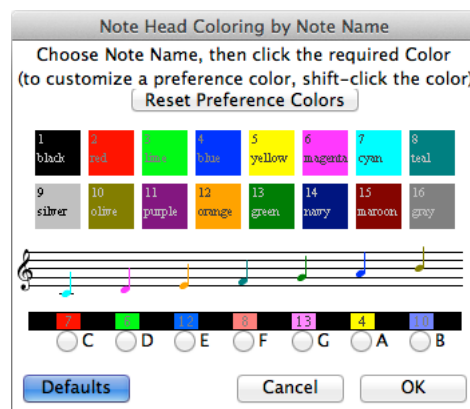 Note Head Coloring by Note Name
Choose Note Name, then click the required Color
(to customize a preference color, shift-click the color)
Reset Preference Colors
1 2 3 4 5 6 7 8
black red lime blue yellow magenta cyan teal
9 10 11 12 13 14 15 16
silver olive purple orange green navy maroon gray
7 12 8 13 4 10
C D E F G A B
Defaults Cancel OK